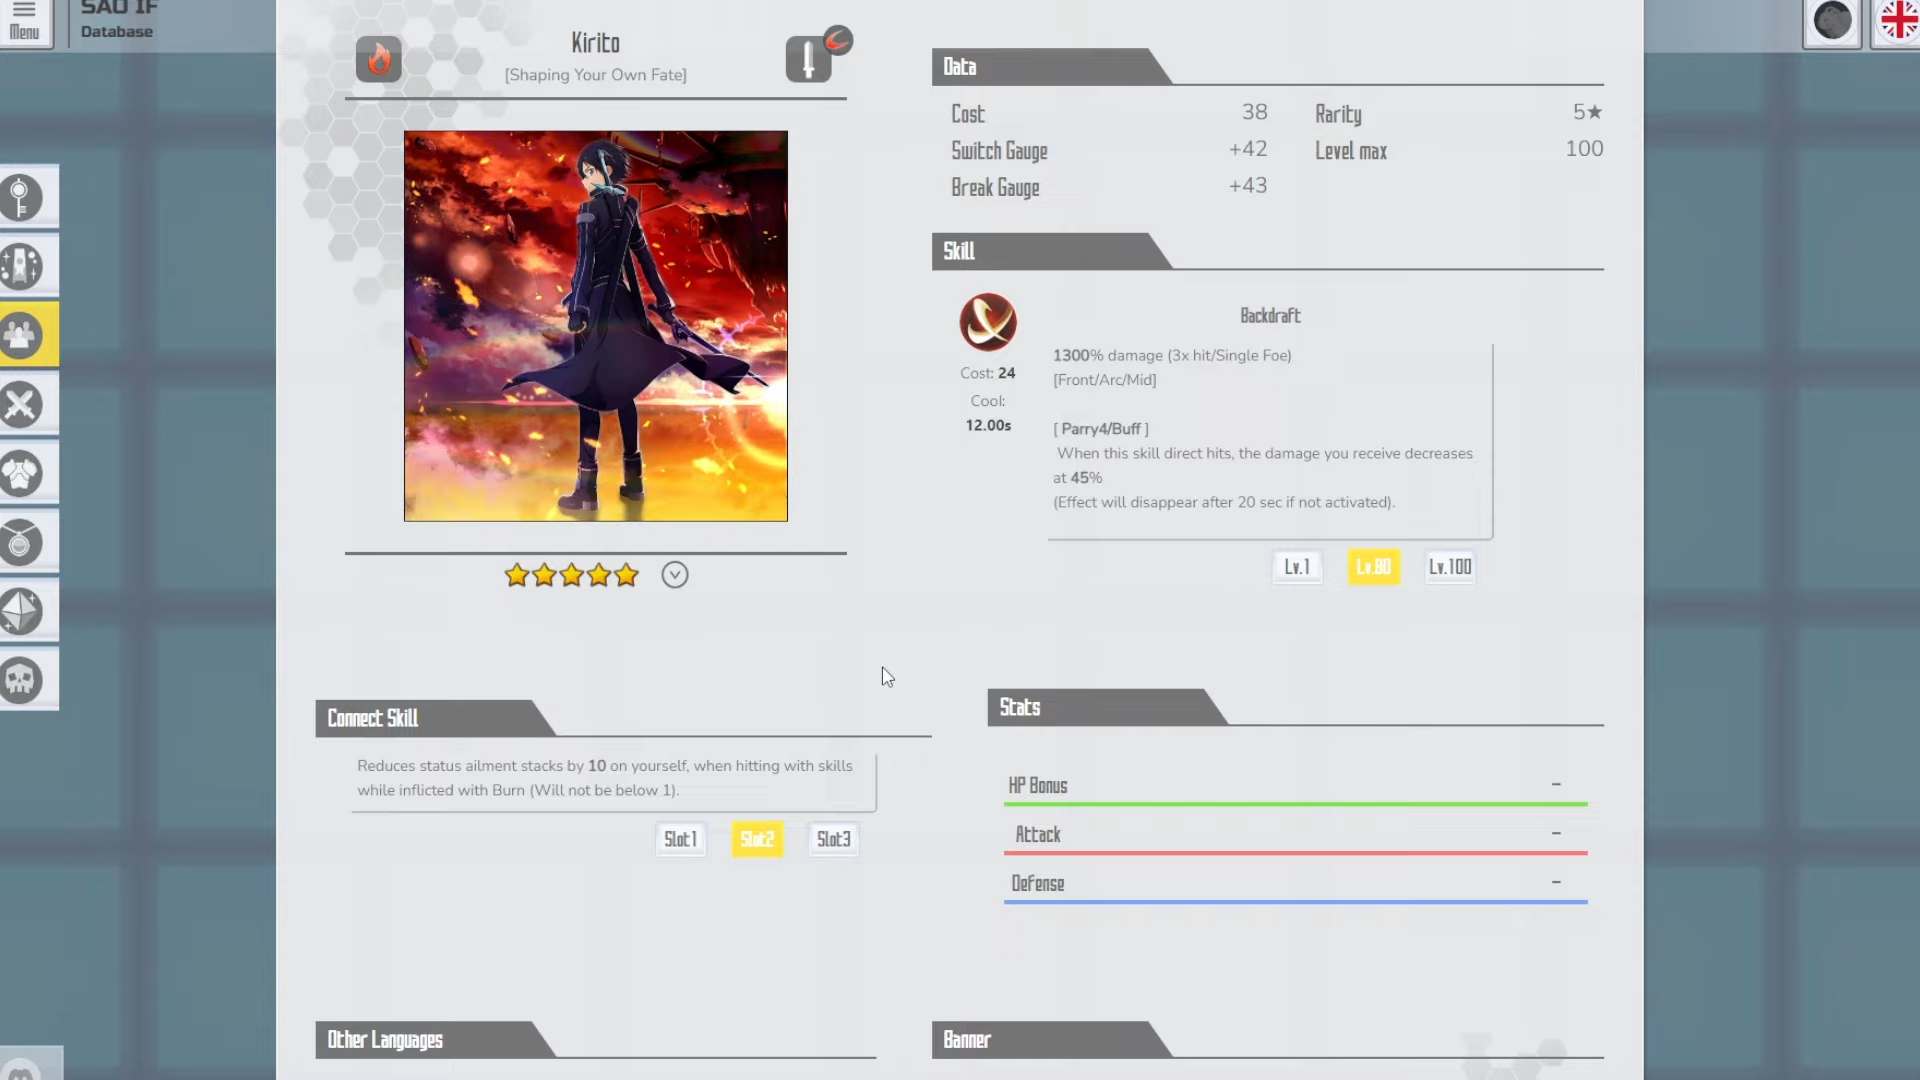 Menu
SAO IF
Database
Kirito
[Shaping Your Own Fate]
Data
Cost 38 Rarity 5★
Switch Gauge +42 Level max 100
Break Gauge +43
Skill
Backdraft
Cost: 24
Cool:
12.00s
1300% damage (3x hit/Single Foe)
[Front/Arc/Mid]
[ Parry4/Buff ]
When this skill direct hits, the damage you receive decreases
at 45%
(Effect will disappear after 20 sec if not activated).
Lv.1 Lv.80 Lv.100
Connect Skill
Reduces status ailment stacks by 10 on yourself, when hitting with skills
while inflicted with Burn (Will not be below 1).
Slot1 Slot2 Slot3
Stats
HP Bonus –
Attack –
Defense –
Other Languages
Banner